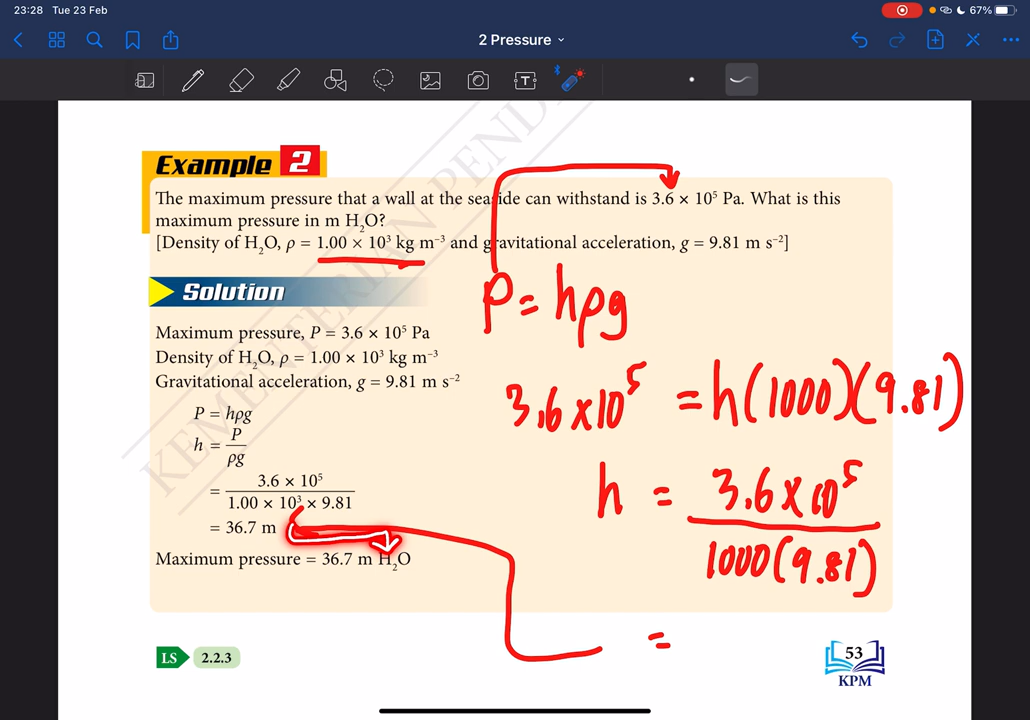 23:28 Tue 23 Feb
67%
2 Pressure
KEMENTERIAN PENDI
Example 2
The maximum pressure that a wall at the seaside can withstand is 3.6 × 10⁵ Pa. What is this
maximum pressure in m H₂O?
[Density of H₂O, ρ = 1.00 × 10³ kg m⁻³ and gravitational acceleration, g = 9.81 m s⁻²]
Solution
P = hρg
Maximum pressure, P = 3.6 × 10⁵ Pa
Density of H₂O, ρ = 1.00 × 10³ kg m⁻³
Gravitational acceleration, g = 9.81 m s⁻²
3.6 × 10⁵ = h(1000)(9.81)
P = hρg
h = P
ρg
= 3.6 × 10⁵
1.00 × 10³ × 9.81
= 36.7 m
h = 3.6 × 10⁵
1000(9.81)
Maximum pressure = 36.7 m H₂O
=
LS 2.2.3
53
KPM